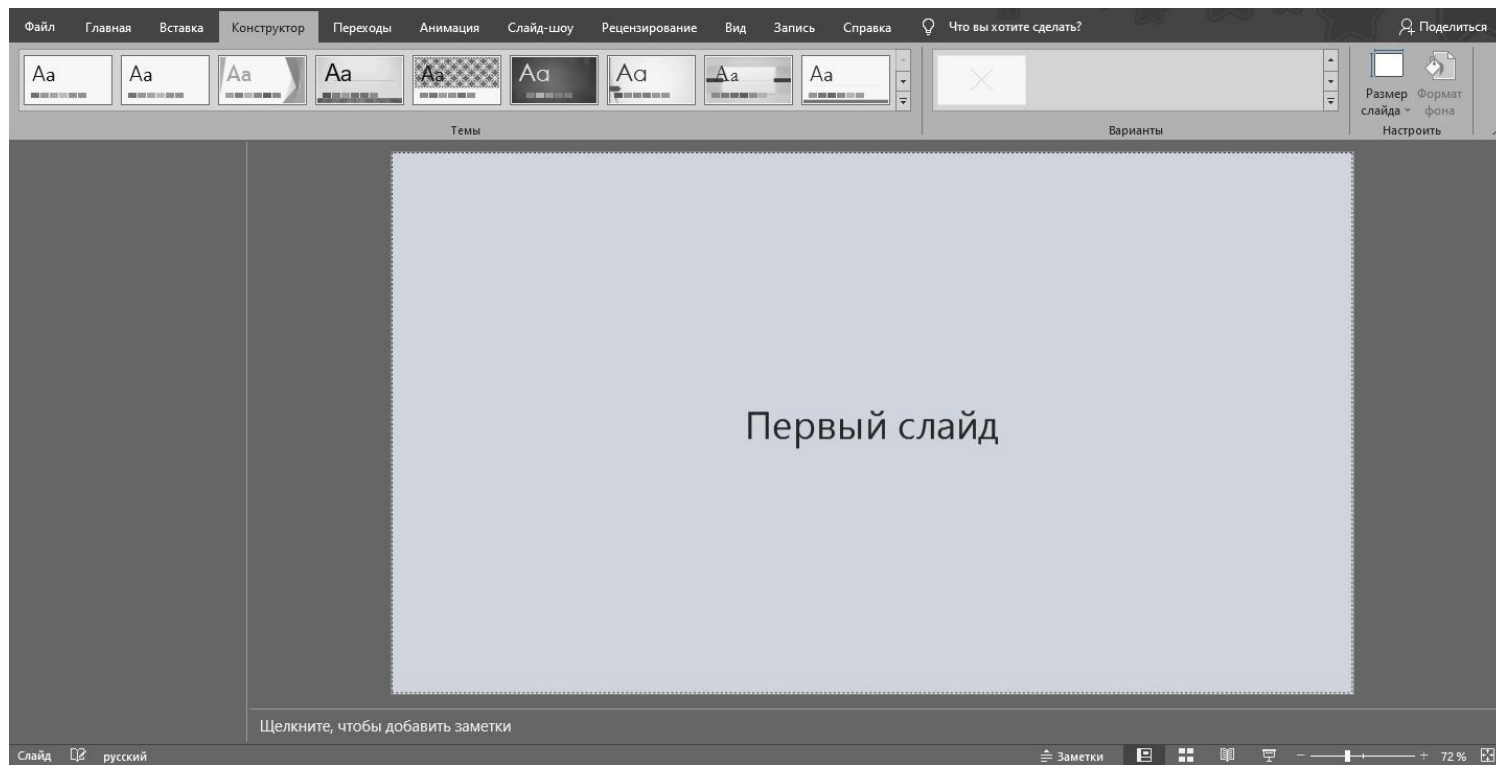 Файл Главная Вставка Конструктор Переходы Анимация Слайд-шоу Рецензирование Вид Запись Справка Что вы хотите сделать? Поделиться
Aa Aa Aa Aa Aa Aa Aa Aa Aa
Размер слайда
Формат фона
Темы Варианты Настроить
Первый слайд
Щелкните, чтобы добавить заметки
Слайд русский Заметки 72 %